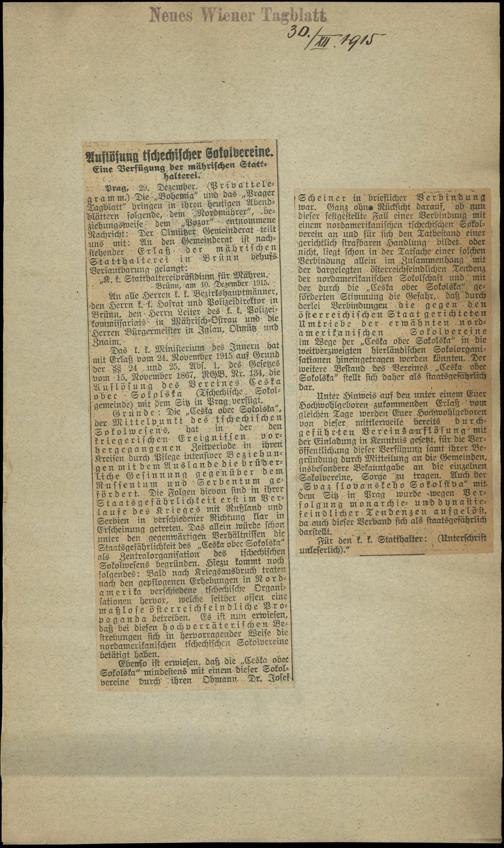 Neues Wiener Tagblatt
30./XII. 1915
Auflösung tschechischer Sokolvereine.
Eine Verfügung der mährischen Statt-
halterei.
Prag, 29. Dezember. (Privattele-
gramm.) Die „Bohemia“ und das „Prager
Tagblatt“ bringen in ihren heutigen Abend-
blättern folgende, dem „Nordmährer“, be-
ziehungsweise dem „Pozor“ entnommene
Nachricht: Der Olmützer Gemeinderat teilt
uns mit: An den Gemeinderat ist nach-
stehender Erlaß der mährischen
Statthalterei in Brünn behufs
Verlautbarung gelangt:
„K. k. Statthaltereipräsidium für Mähren.
Brünn, am 10. Dezember 1915.
An alle Herren k. k. Bezirkshauptmänner,
den Herrn k. k. Hofrat und Polizeidirektor in
Brünn, den Herrn Leiter des k. k. Polizei-
kommissariats in Mährisch-Ostrau und die
Herren Bürgermeister in Iglau, Olmütz und
Znaim.
Das k. k. Ministerium des Innern hat
mit Erlaß vom 24. November 1915 auf Grund
der §§ 24 und 25, Abs. 1, des Gesetzes
vom 15. November 1867, RGB. Nr. 134, die
Auflösung des Vereines Ceska
obec Sokolska (Tschechische Sokol-
gemeinde) mit dem Sitz in Prag verfügt.
Gründe: Die „Ceska obec Sokolska“,
der Mittelpunkt des tschechischen
Sokolwesens, hat in der den
kriegerischen Ereignissen vor-
hergegangenen Zeitperiode in ihren
Kreisen durch Pflege intensiver Beziehun-
gen mit dem Auslande die brüder-
liche Gesinnung gegenüber dem
Russentum und Serbentum ge-
fördert. Die Folgen hievon sind in ihrer
Staatsgefährlichkeit erst im Ver-
laufe des Krieges mit Rußland und
Serbien in verschiedener Richtung klar in
Erscheinung getreten. Das allein würde schon
unter den gegenwärtigen Verhältnissen die
Staatsgefährlichkeit des „Ceska obec Sokolska“
als Zentralorganisation des tschechischen
Sokolwesens begründen. Hiezu kommt noch
folgendes: Bald nach Kriegsausbruch traten
nach den gepflogenen Erhebungen in Nord-
amerika verschiedene tschechische Organi-
sationen hervor, welche seither offen eine
maßlose österreichfeindliche Pro-
paganda betreiben. Es ist nun erwiesen,
daß bei diesen hochverräterischen Be-
strebungen sich in hervorragender Weise die
nordamerikanischen tschechischen Sokolvereine
betätigt haben.
Ebenso ist erwiesen, daß die „Ceska obec
Sokolska“ mindestens mit einem dieser Sokol-
vereine durch ihren Obmann Dr. Josef
Scheiner in brieflicher Verbindung
war. Ganz ohne Rücksicht darauf, ob nun
dieser festgestellte Fall einer Verbindung mit
einem nordamerikanischen tschechischen Sokol-
verein an und für sich den Tatbestand einer
gerichtlich strafbaren Handlung bildet oder
nicht, liegt schon in der Tatsache einer solchen
Verbindung allein im Zusammenhang mit
der dargelegten österreichfeindlichen Tendenz
der nordamerikanischen Sokolschaft und mit
der durch die „Ceska obec Sokolska“ ge-
förderten Stimmung die Gefahr, daß durch
derlei Verbindungen die gegen den
österreichischen Staat gerichteten
Umtriebe der erwähnten nord-
amerikanischen Sokolvereine
im Wege der „Ceska obec Sokolska“ in die
weitverzweigten hierländischen Sokolorgani-
sationen hineingetragen werden könnten. Der
weitere Bestand des Vereines „Ceska obec
Sokolska“ stellt sich daher als staatsgefährlich
dar.
Unter Hinweis auf den unter einem Euer
Hochwohlgeboren zukommenden Erlaß vom
gleichen Tage werden Euer Hochwohlgeboren
von dieser mittlerweile bereits durch-
geführten Vereinsauflösung mit
der Einladung in Kenntnis gesetzt, für die Ver-
öffentlichung dieser Verfügung samt ihrer Be-
gründung durch Mitteilung an die Gemeinden,
insbesondere Bekanntgabe an die einzelnen
Sokolvereine, Sorge zu tragen. Auch der
„Svaz slovanskeho Sokolstva“ mit
dem Sitz in Prag wurde wegen Ver-
folgung monarchie- und dynastie-
feindlicher Tendenzen aufgelöst,
da auch dieser Verband sich als staatsgefährlich
darstellt.
Für den k. k. Statthalter: (Unterschrift
unleserlich).“